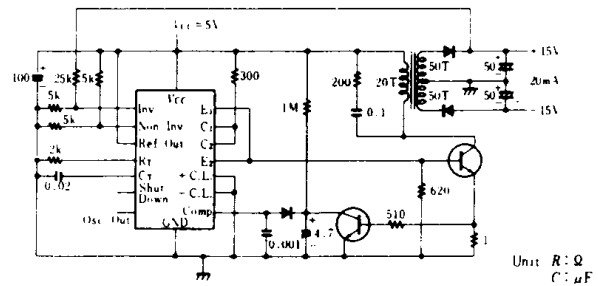 Vcc=5V
+ 15V
100
25k
5k
300
200
20T
50T
50
20mA
5k
Vcc
1M
50T
50
5k
Inv
E1
0.1
- 15V
Non Inv
C1
Ref Out
C2
2k
RT
E2
0.02
CT
+ C.L.
620
Shut
Down
- C.L.
Comp
510
Osc Out
GND
0.001
4.7
1
Unit R : Ω
C : μF